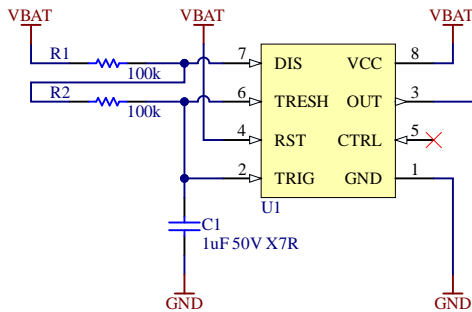 VBAT VBAT VBAT
R1 7 DIS VCC 8
100k
R2 6 TRESH OUT 3
100k
4 RST CTRL 5
2 TRIG GND 1
U1
C1
1uF 50V X7R
GND GND